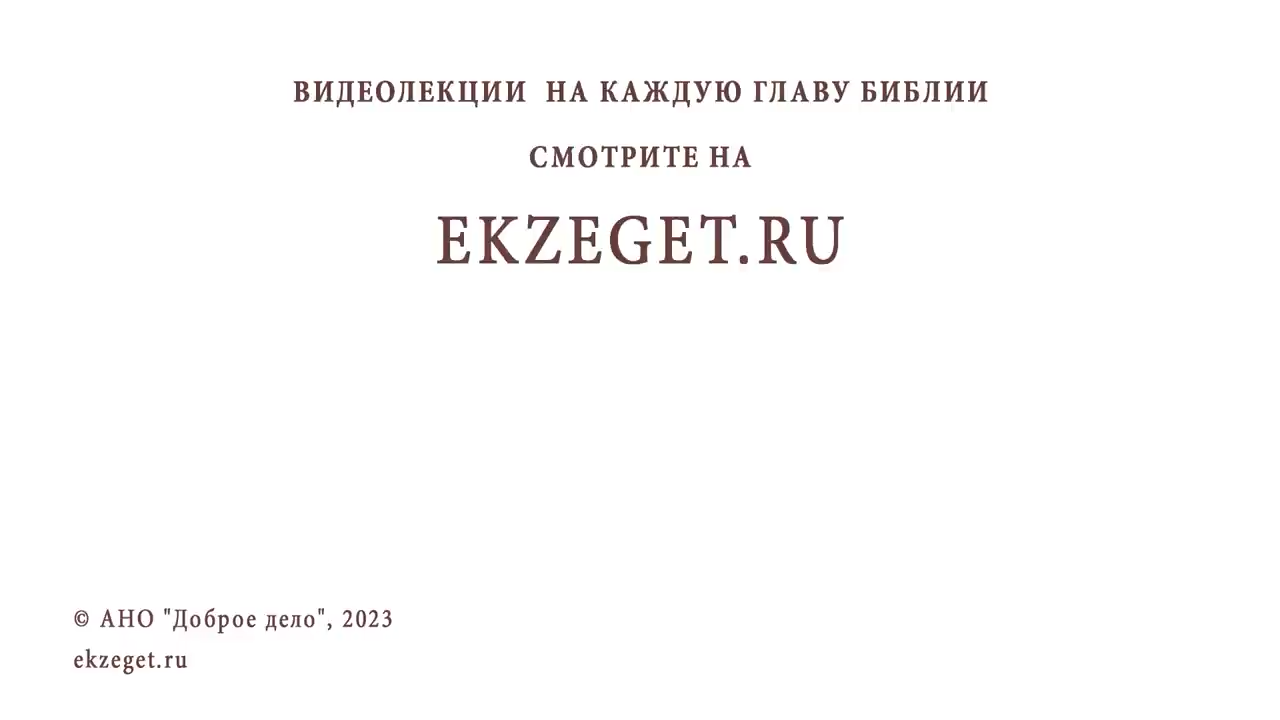 ВИДЕОЛЕКЦИИ НА КАЖДУЮ ГЛАВУ БИБЛИИ
СМОТРИТЕ НА
EKZEGET.RU
© АНО "Доброе дело", 2023
ekzeget.ru